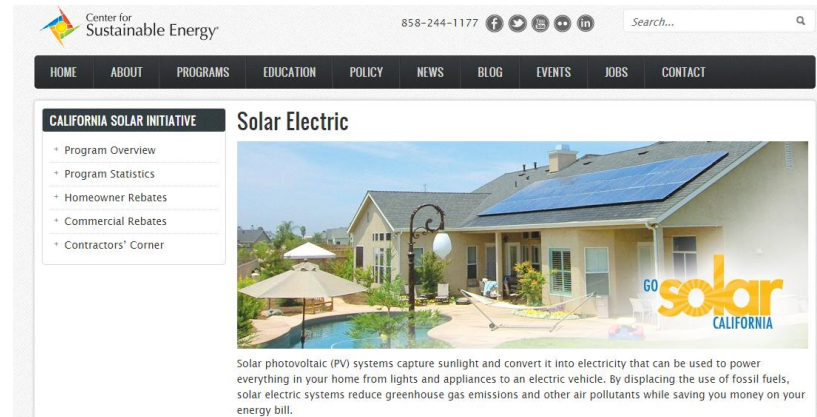 Center for
Sustainable Energy
858-244-1177
Search...
HOME ABOUT PROGRAMS EDUCATION POLICY NEWS BLOG EVENTS JOBS CONTACT
CALIFORNIA SOLAR INITIATIVE
Program Overview
Program Statistics
Homeowner Rebates
Commercial Rebates
Contractors' Corner
Solar Electric
GO solar
CALIFORNIA
Solar photovoltaic (PV) systems capture sunlight and convert it into electricity that can be used to power
everything in your home from lights and appliances to an electric vehicle. By displacing the use of fossil fuels,
solar electric systems reduce greenhouse gas emissions and other air pollutants while saving you money on your
energy bill.